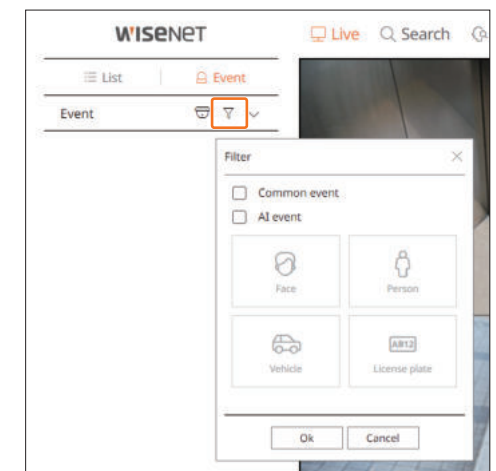 WISENET
Live Search
List Event
Event
Filter
Common event
AI event
Face Person
AB12
Vehicle License plate
Ok Cancel